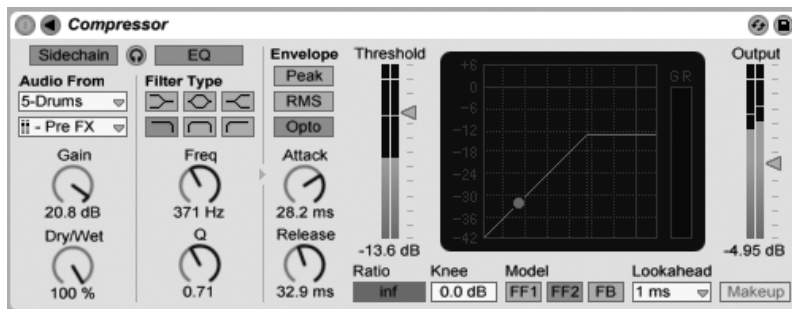 Compressor
Sidechain EQ
Audio From
5-Drums
- Pre FX
Gain
20.8 dB
Dry/Wet
100 %
Filter Type
Freq
371 Hz
Q
0.71
Envelope
Peak
RMS
Opto
Attack
28.2 ms
Release
32.9 ms
Threshold
-13.6 dB
Ratio
inf
+6
0
-6
-12
-18
-30
-36
-42
GR
Knee
0.0 dB
Model
FF1 FF2 FB
Lookahead
1 ms
Output
-4.95 dB
Makeup